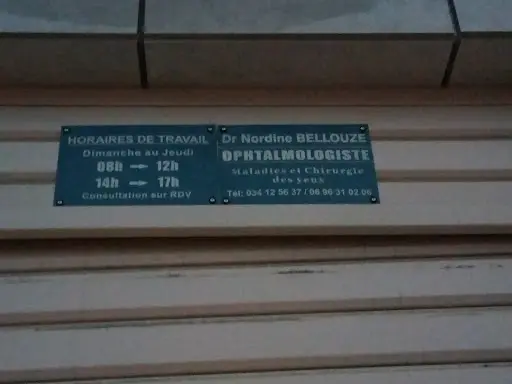 HORAIRES DE TRAVAIL
Dimanche au Jeudi
08h → 12h
14h → 17h
Consultation sur RDV
Dr Nordine BELLOUZE
OPHTALMOLOGISTE
Maladies et Chirurgie
des yeux
Tél: 034 12 56 37 / 06 96 31 02 06